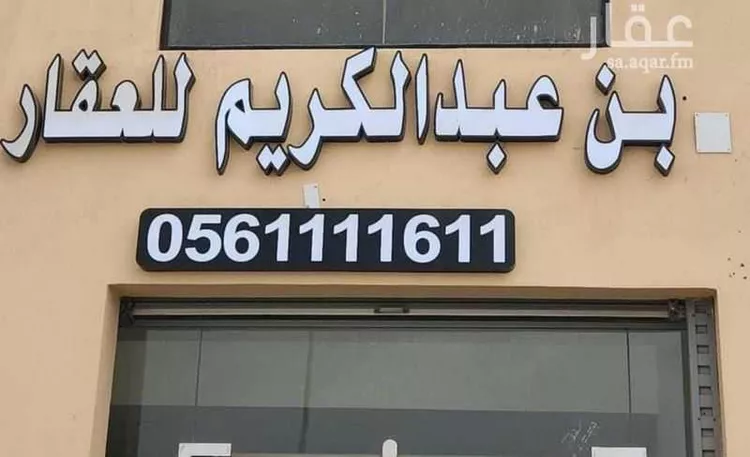 عقار
sa.aqar.fm
بن عبدالكريم للعقار
0561111611